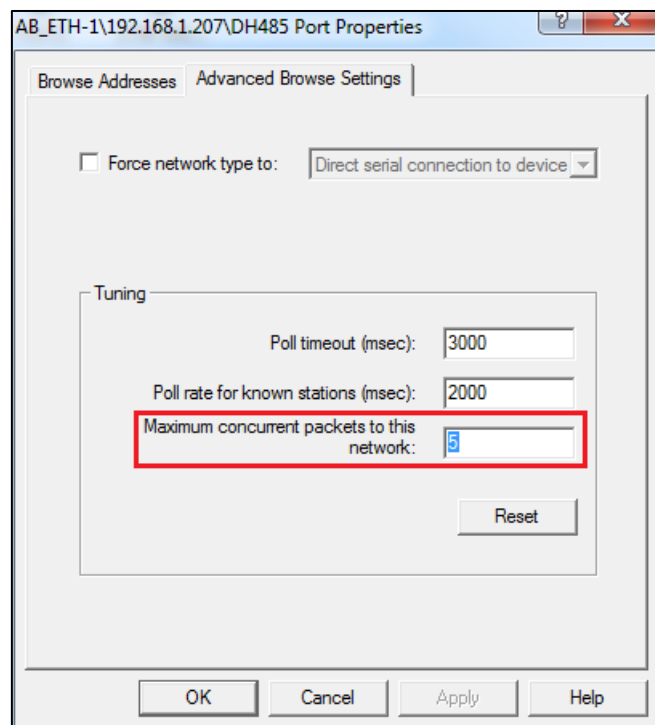 AB_ETH-1\192.168.1.207\DH485 Port Properties
Browse Addresses Advanced Browse Settings
Force network type to: Direct serial connection to device
Tuning
Poll timeout (msec): 3000
Poll rate for known stations (msec): 2000
Maximum concurrent packets to this
network: 5
Reset
OK Cancel Apply Help